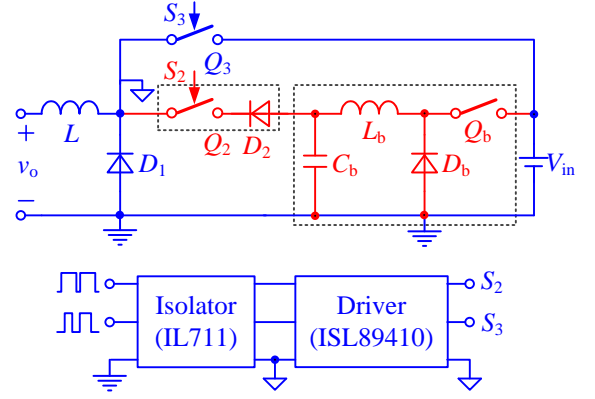 S3
Q3
S2
+
L
Q2
D2
Lb
Qb
vo
D1
Cb
Db
Vin
−
Isolator
(IL711)
Driver
(ISL89410)
S2
S3